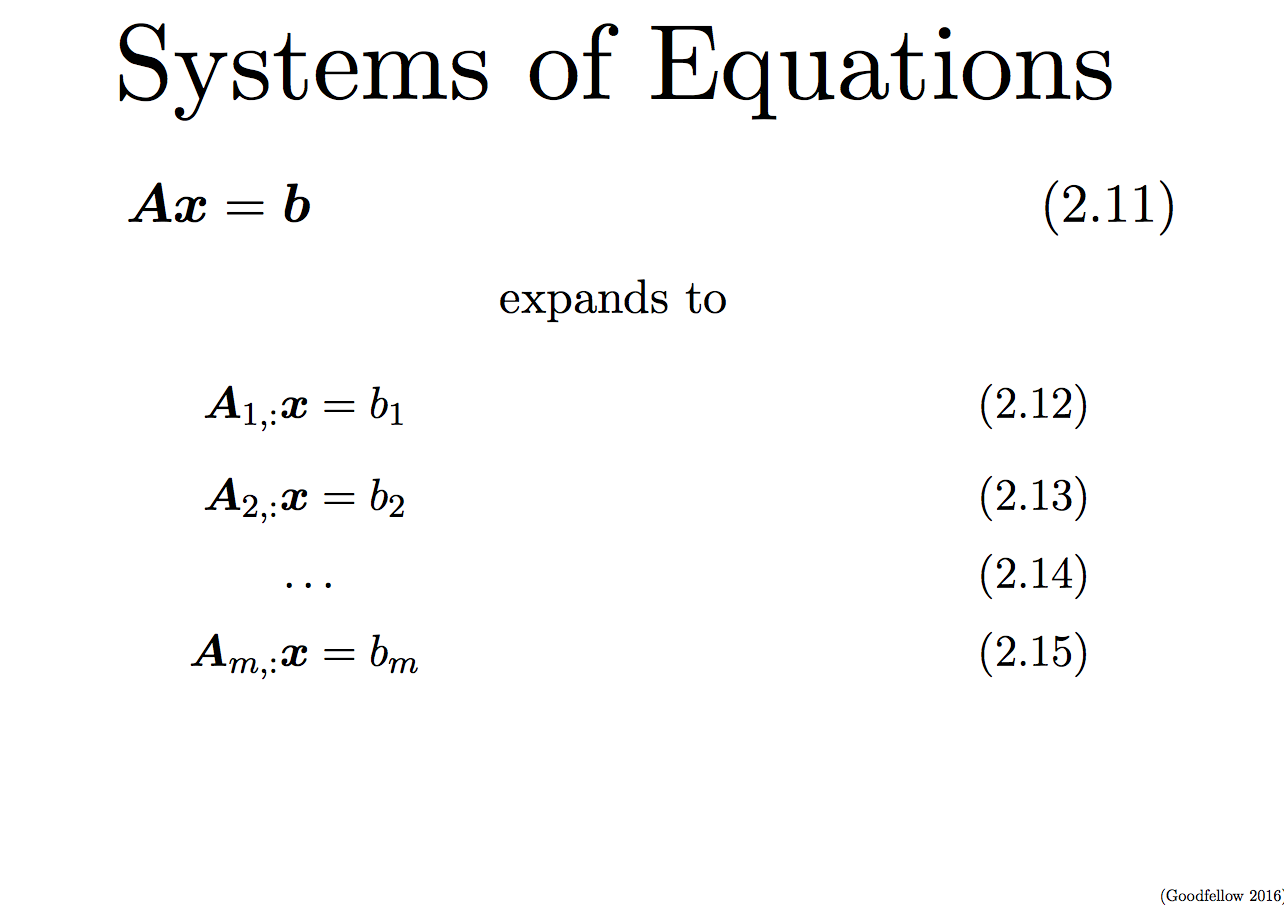 Systems of Equations
Ax = b (2.11)
expands to
A₁,:x = b₁ (2.12)
A₂,:x = b₂ (2.13)
... (2.14)
Aₘ,:x = bₘ (2.15)
(Goodfellow 2016)